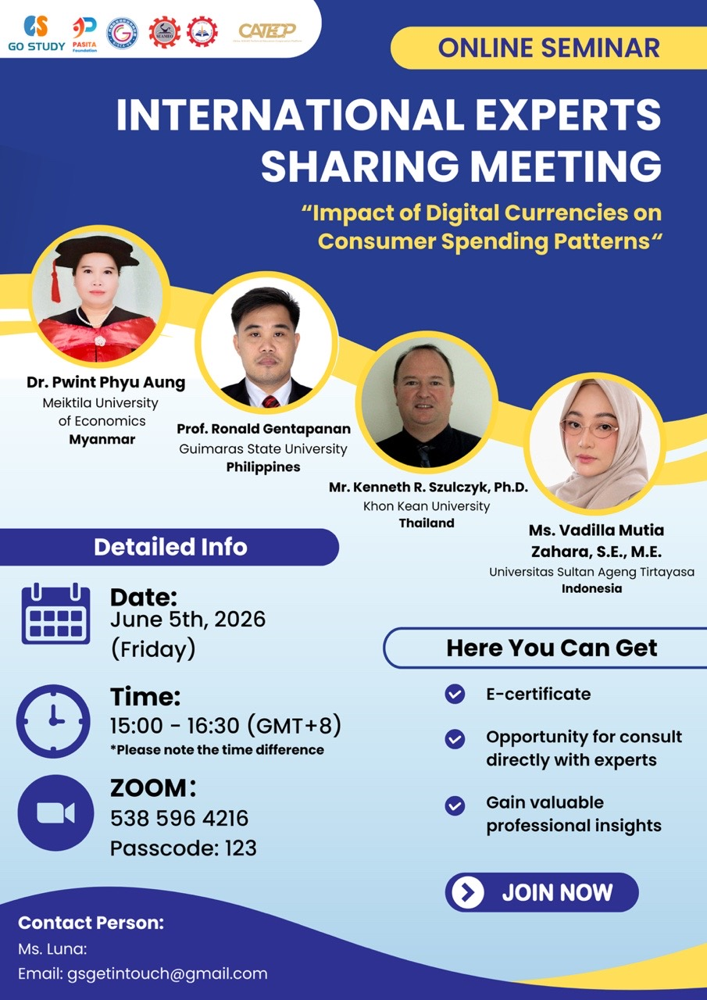 GO STUDY
PASITA
Foundation
SEAMEO
CATECP
ONLINE SEMINAR
INTERNATIONAL EXPERTS
SHARING MEETING
“Impact of Digital Currencies on
Consumer Spending Patterns“
Dr. Pwint Phyu Aung
Meiktila University
of Economics
Myanmar
Prof. Ronald Gentapanan
Guimaras State University
Philippines
Mr. Kenneth R. Szulczyk, Ph.D.
Khon Kean University
Thailand
Ms. Vadilla Mutia
Zahara, S.E., M.E.
Universitas Sultan Ageng Tirtayasa
Indonesia
Detailed Info
Date:
June 5th, 2026
(Friday)
Time:
15:00 - 16:30 (GMT+8)
*Please note the time difference
ZOOM:
538 596 4216
Passcode: 123
Here You Can Get
E-certificate
Opportunity for consult
directly with experts
Gain valuable
professional insights
JOIN NOW
Contact Person:
Ms. Luna:
Email: gsgetintouch@gmail.com